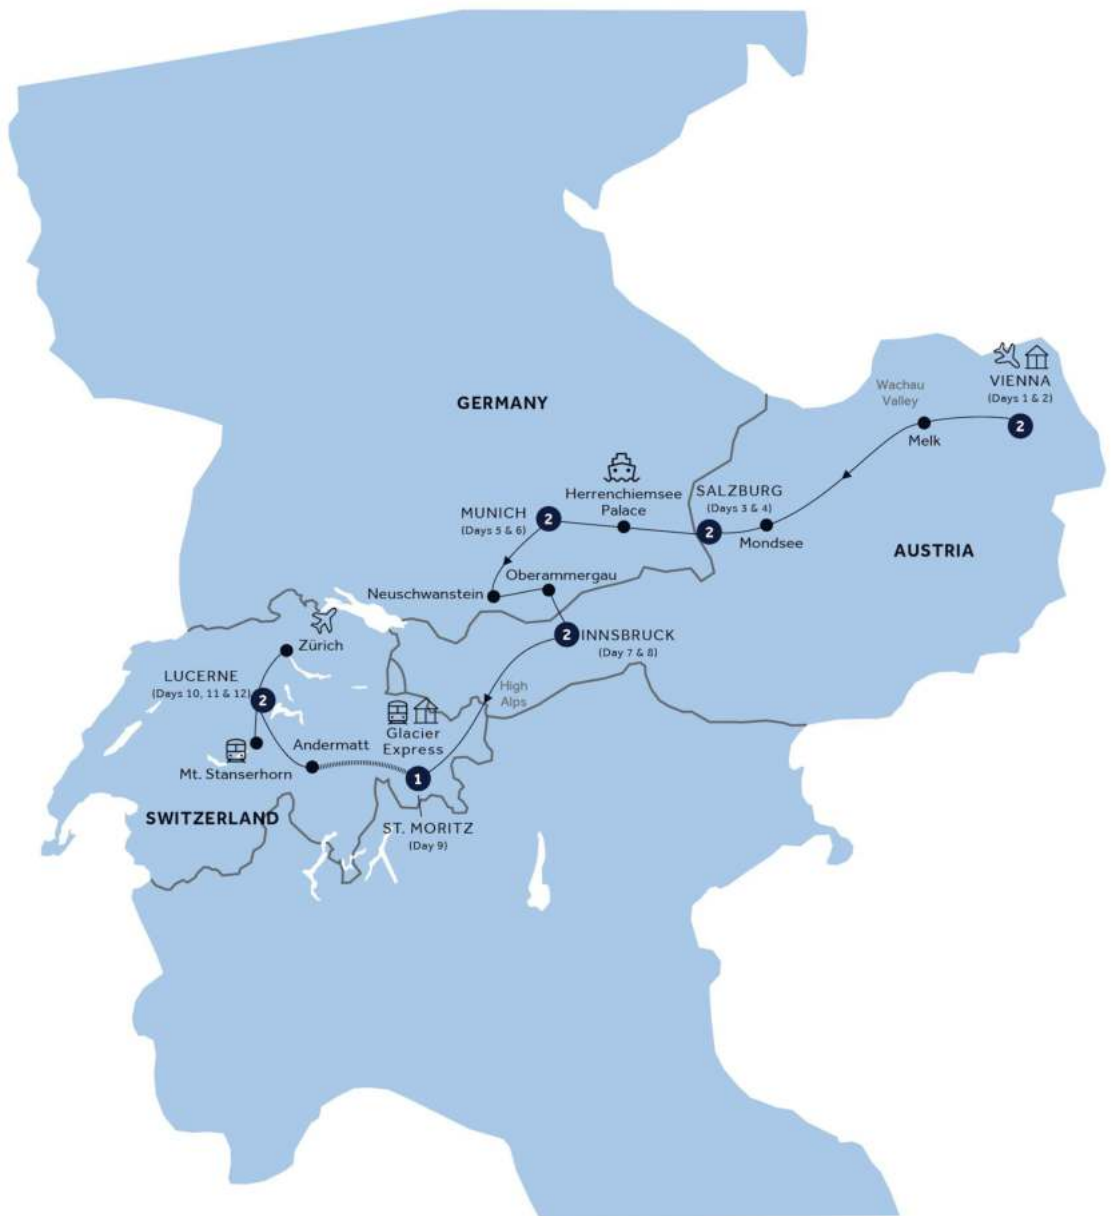 VIENNA
(Days 1 & 2)
2
Wachau
Valley
Melk
GERMANY
Herrenchiemsee
Palace
SALZBURG
(Days 3 & 4)
2
Mondsee
MUNICH
(Days 5 & 6)
2
AUSTRIA
Oberammergau
Neuschwanstein
2
INNSBRUCK
(Day 7 & 8)
Zürich
LUCERNE
(Days 10, 11 & 12)
2
High
Alps
Glacier
Express
Andermatt
Mt. Stanserhorn
1
SWITZERLAND
ST. MORITZ
(Day 9)